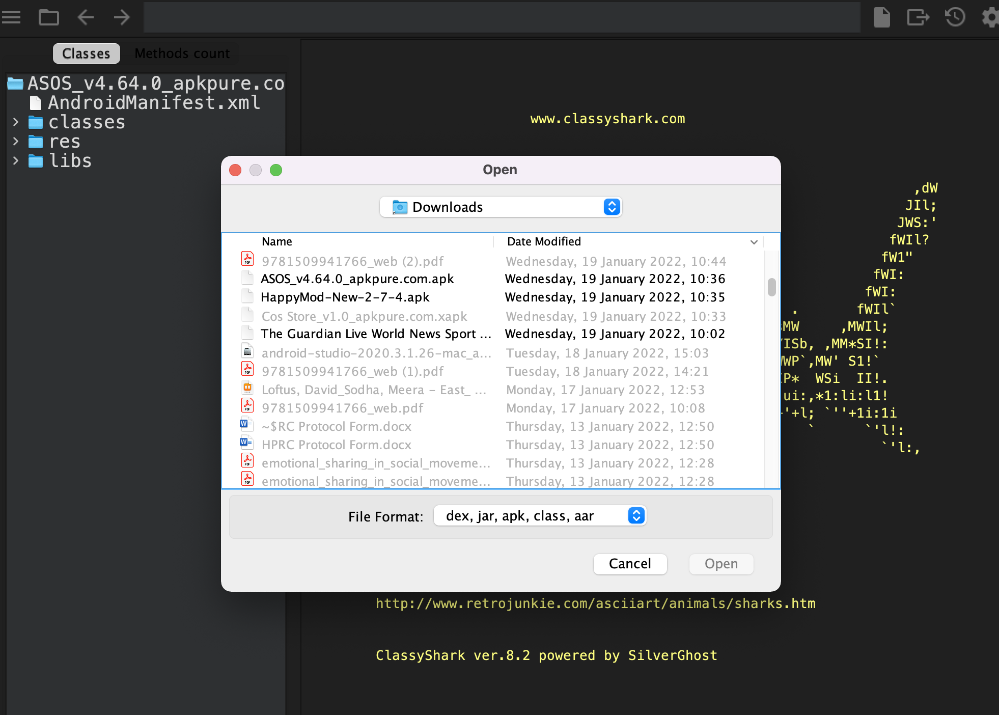 Classes Methods count
ASOS_v4.64.0_apkpure.co
AndroidManifest.xml
classes
res
libs
www.classyshark.com
Open
Downloads
Name Date Modified
9781509941766_web (2).pdf Wednesday, 19 January 2022, 10:44
ASOS_v4.64.0_apkpure.com.apk Wednesday, 19 January 2022, 10:36
HappyMod-New-2-7-4.apk Wednesday, 19 January 2022, 10:35
Cos Store_v1.0_apkpure.com.xapk Wednesday, 19 January 2022, 10:33
The Guardian Live World News Sport ... Wednesday, 19 January 2022, 10:02
android-studio-2020.3.1.26-mac_a... Tuesday, 18 January 2022, 15:03
9781509941766_web (1).pdf Tuesday, 18 January 2022, 14:21
Loftus, David_Sodha, Meera - East_ ... Monday, 17 January 2022, 12:53
9781509941766_web.pdf Monday, 17 January 2022, 10:08
~$RC Protocol Form.docx Thursday, 13 January 2022, 12:50
HPRC Protocol Form.docx Thursday, 13 January 2022, 12:50
emotional_sharing_in_social_moveme... Thursday, 13 January 2022, 12:28
emotional_sharing_in_social_moveme... Thursday, 13 January 2022, 12:28
File Format: dex, jar, apk, class, aar
Cancel Open
,dW
JIl;
JWS:'
fWIl?
fW1"
fWI:
fWI:
. fWIl`
MW ,MWIl;
ISb, ,MM*SI!:
WP`,MW' S1!`
P* WSi II!.
ui:,*1:li:l1!
'+l; `''+1i:1i
` `'l!:
`'l:,
http://www.retrojunkie.com/asciiart/animals/sharks.htm
ClassyShark ver.8.2 powered by SilverGhost